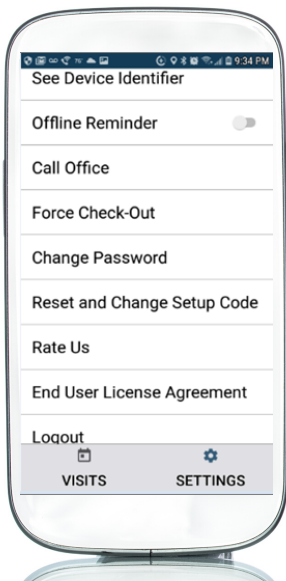 75° 9:34 PM
See Device Identifier
Offline Reminder
Call Office
Force Check-Out
Change Password
Reset and Change Setup Code
Rate Us
End User License Agreement
Logout
VISITS SETTINGS